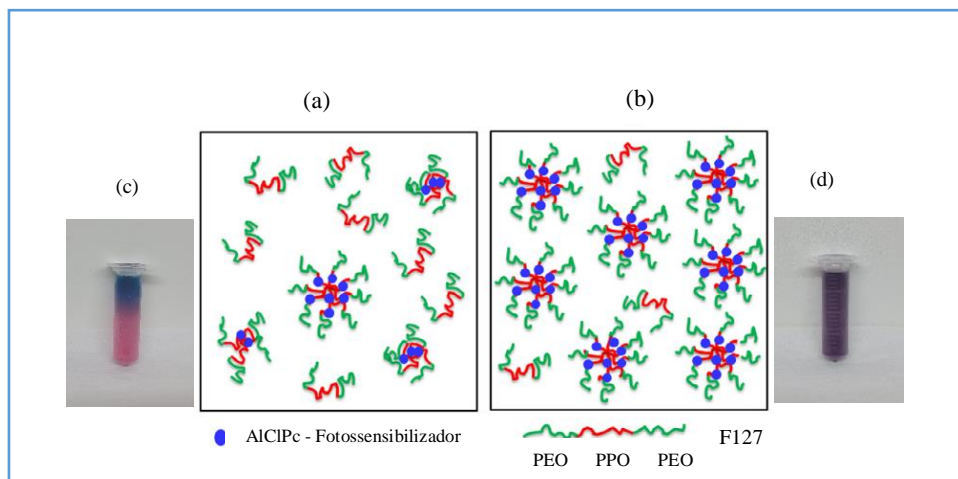 (a)
(b)
(c)
(d)
AlClPc - Fotossensibilizador
F127
PEO PPO PEO